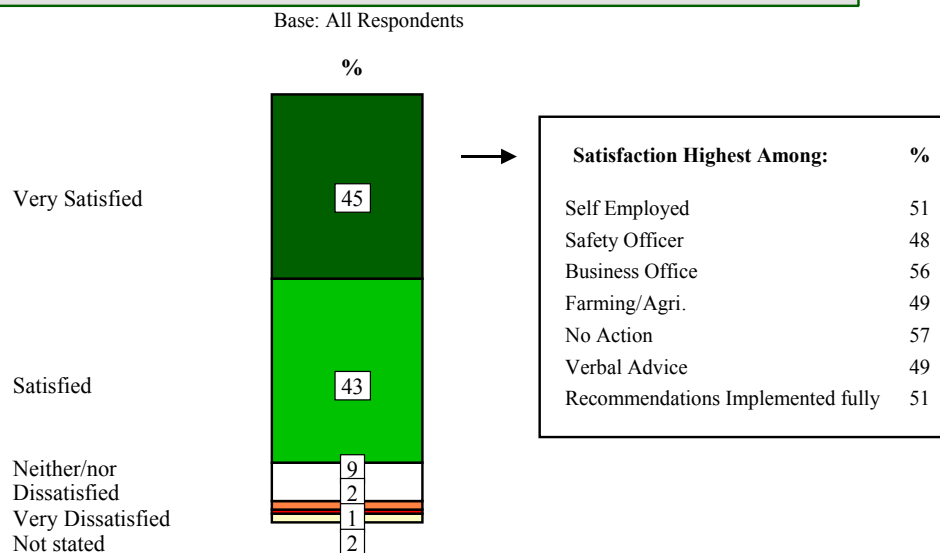 Base: All Respondents
%
Very Satisfied 45
Satisfied 43
Neither/nor 9
Dissatisfied 2
Very Dissatisfied 1
Not stated 2
Satisfaction Highest Among: %
Self Employed 51
Safety Officer 48
Business Office 56
Farming/Agri. 49
No Action 57
Verbal Advice 49
Recommendations Implemented fully 51